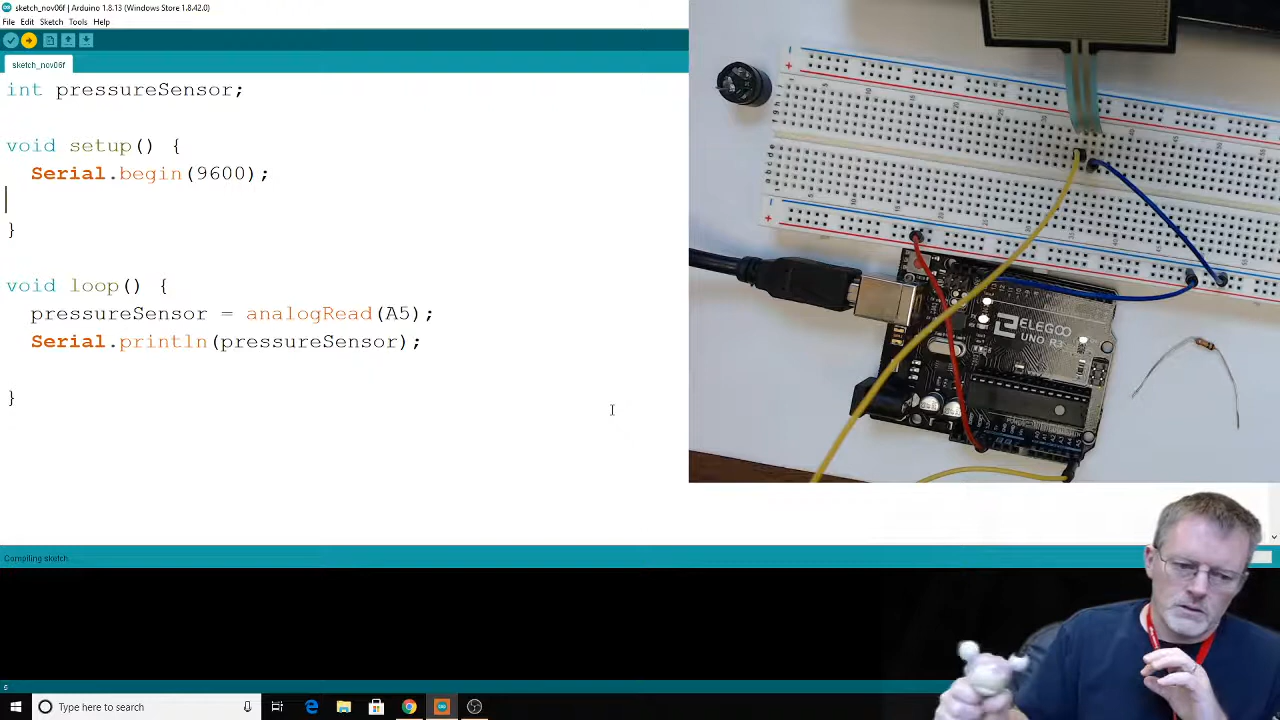 sketch_nov06f | Arduino 1.8.13 (Windows Store 1.8.42.0)
File Edit Sketch Tools Help
sketch_nov06f
int pressureSensor;
void setup() {
Serial.begin(9600);
}
void loop() {
pressureSensor = analogRead(A5);
Serial.println(pressureSensor);
}
Compiling sketch
ELEGOO
UNO R3
Type here to search